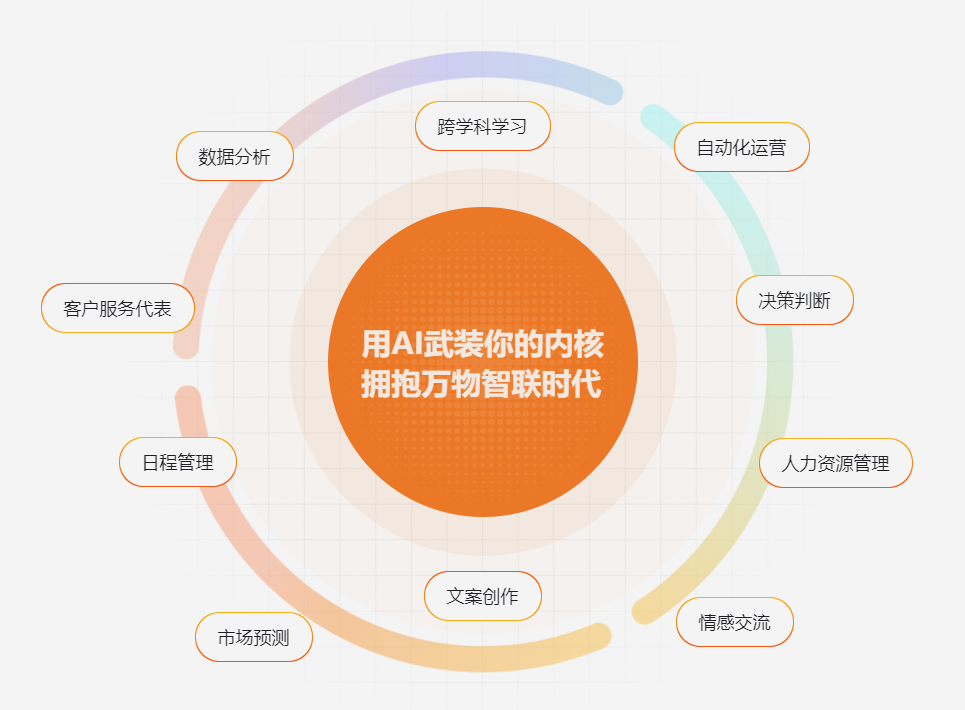 跨学科学习
自动化运营
数据分析
决策判断
客户服务代表
用AI武装你的内核
拥抱万物智联时代
日程管理
人力资源管理
文案创作
情感交流
市场预测